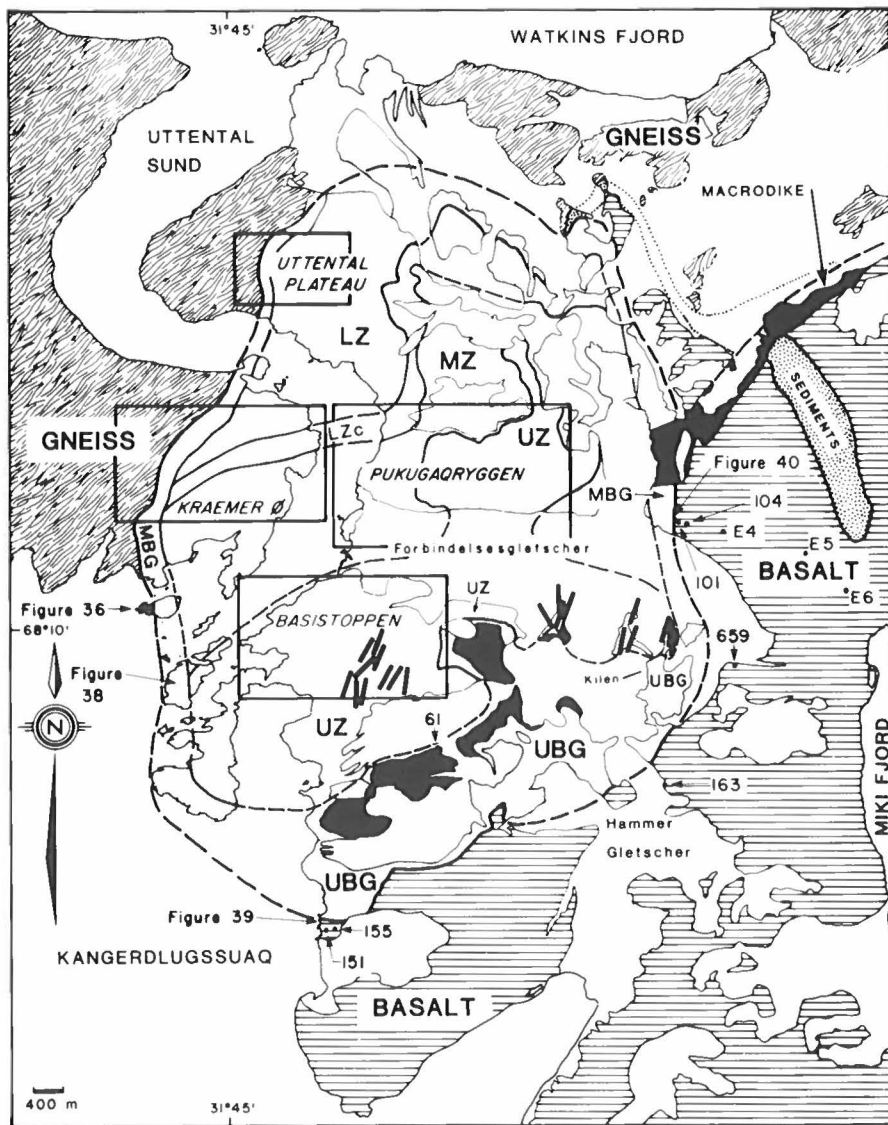 31°45'
WATKINS FJORD
UTTENTAL
SUND
GNEISS
MACRODIKE
UTTENTAL
PLATEAU
LZ
MZ
SEDIMENTS
GNEISS
LZc
UZ
Figure 40
PUKUGAQRYGGEN
KRAEMER Ø
MBG
104
E4
E5
MBG
Forbindelsesgletscher
101
BASALT
E6
Figure 36
UZ
68°10'
BASISTOPPEN
659
Figure
38
Kilen
UBG
N
UZ
61
UBG
MIKI FJORD
163
Hammer
Gletscher
UBG
Figure 39
155
KANGERDLUGSSUAQ
151
BASALT
400 m
31°45'